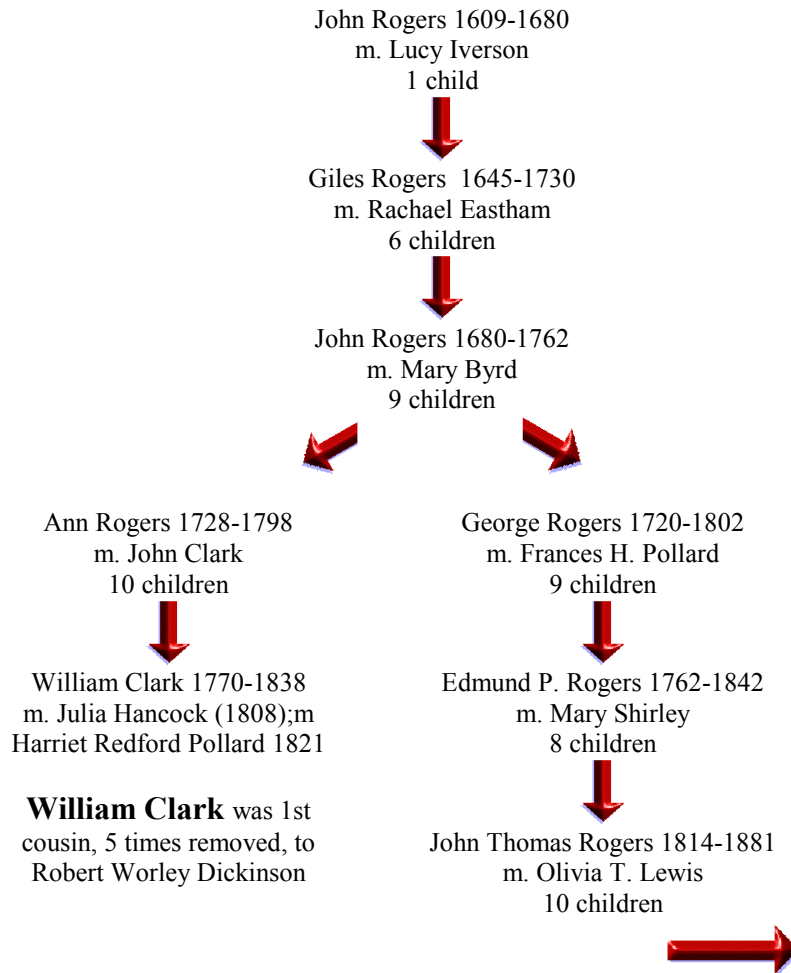 John Rogers 1609-1680
m. Lucy Iverson
1 child
Giles Rogers  1645-1730
m. Rachael Eastham
6 children
John Rogers 1680-1762
m. Mary Byrd
9 children
Ann Rogers 1728-1798
m. John Clark
10 children
William Clark 1770-1838
m. Julia Hancock (1808);m
Harriet Redford Pollard 1821
William Clark was 1st
cousin, 5 times removed, to
Robert Worley Dickinson
George Rogers 1720-1802
m. Frances H. Pollard
9 children
Edmund P. Rogers 1762-1842
m. Mary Shirley
8 children
John Thomas Rogers 1814-1881
m. Olivia T. Lewis
10 children